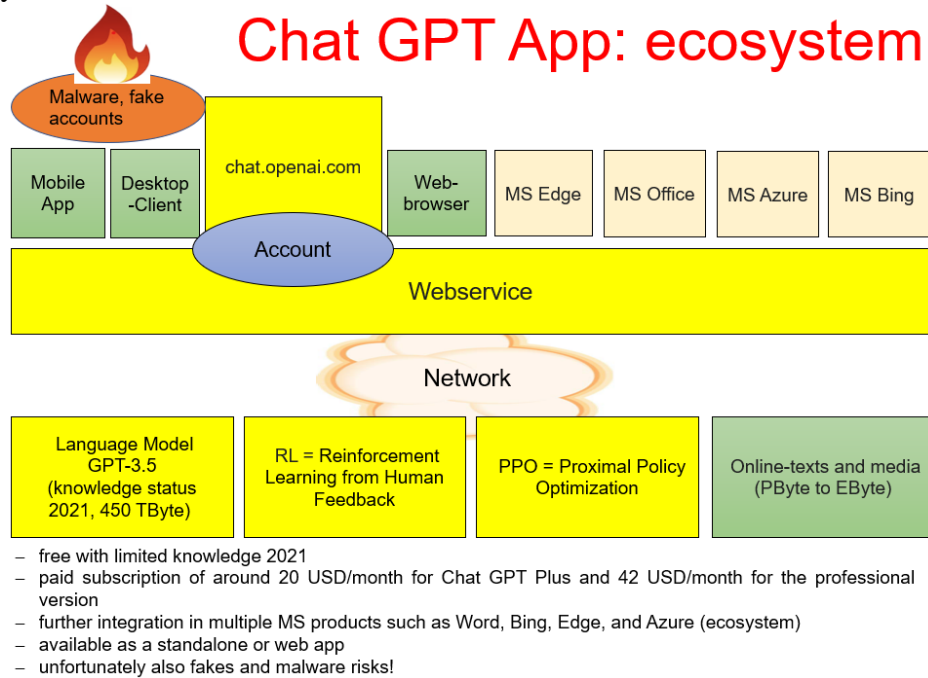 Chat GPT App: ecosystem
Malware, fake
accounts
Mobile
App
Desktop
-Client
chat.openai.com
Web-
browser
MS Edge
MS Office
MS Azure
MS Bing
Account
Webservice
Network
Language Model
GPT-3.5
(knowledge status
2021, 450 TByte)
RL = Reinforcement
Learning from Human
Feedback
PPO = Proximal Policy
Optimization
Online-texts and media
(PByte to EByte)
– free with limited knowledge 2021
– paid subscription of around 20 USD/month for Chat GPT Plus and 42 USD/month for the professional
version
– further integration in multiple MS products such as Word, Bing, Edge, and Azure (ecosystem)
– available as a standalone or web app
– unfortunately also fakes and malware risks!